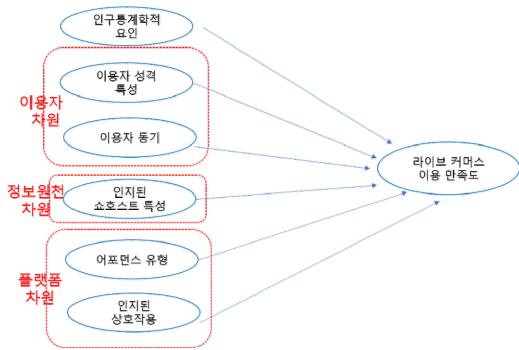 인구통계학적
요인
이용자
차원
이용자 성격
특성
이용자 동기
정보원천
차원
인지된
쇼호스트 특성
플랫폼
차원
어포먼스 유형
인지된
상호작용
라이브 커머스
이용 만족도